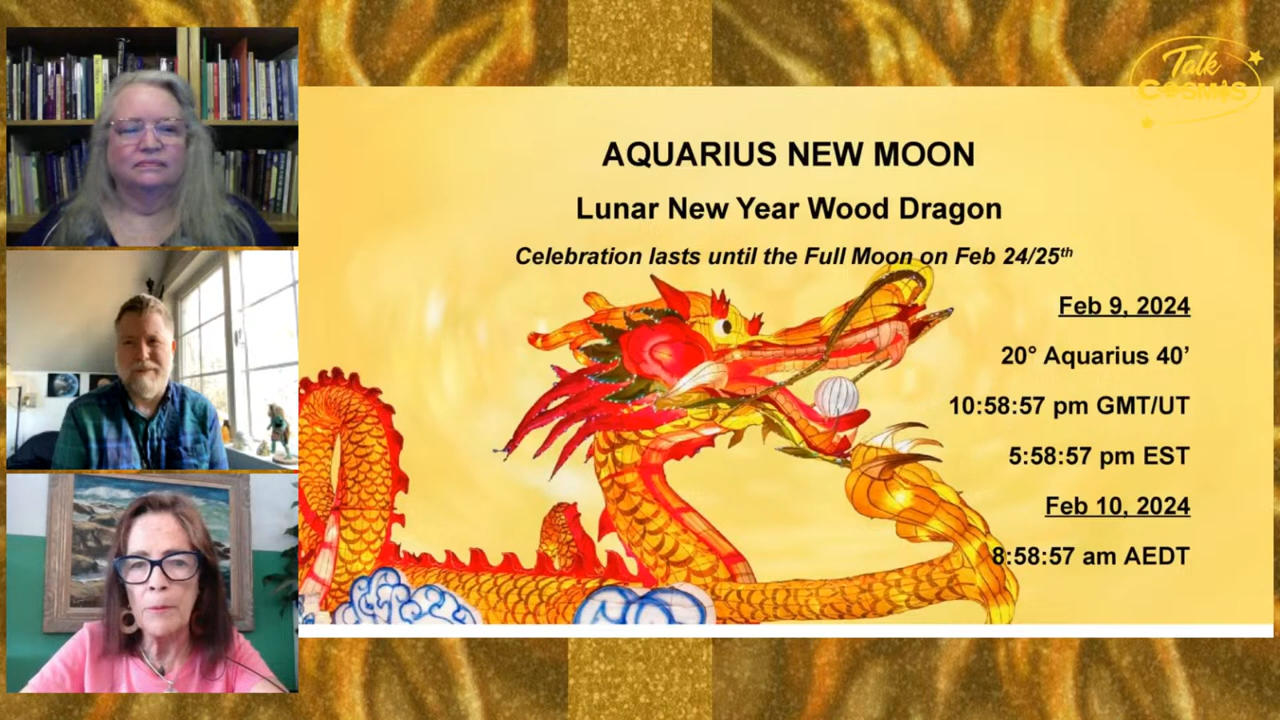 Talk
COSMOS
AQUARIUS NEW MOON
Lunar New Year Wood Dragon
Celebration lasts until the Full Moon on Feb 24/25th
Feb 9, 2024
20° Aquarius 40’
10:58:57 pm GMT/UT
5:58:57 pm EST
Feb 10, 2024
8:58:57 am AEDT